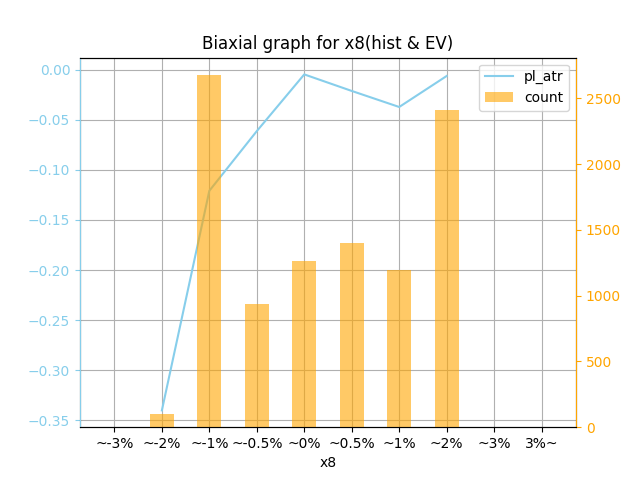 Biaxial graph for x8(hist & EV)
pl_atr
count
0.00
−0.05
−0.10
−0.15
−0.20
−0.25
−0.30
−0.35
2500
2000
1500
1000
500
0
~-3% ~-2% ~-1% ~-0.5% ~0% ~0.5% ~1% ~2% ~3% 3%~
x8